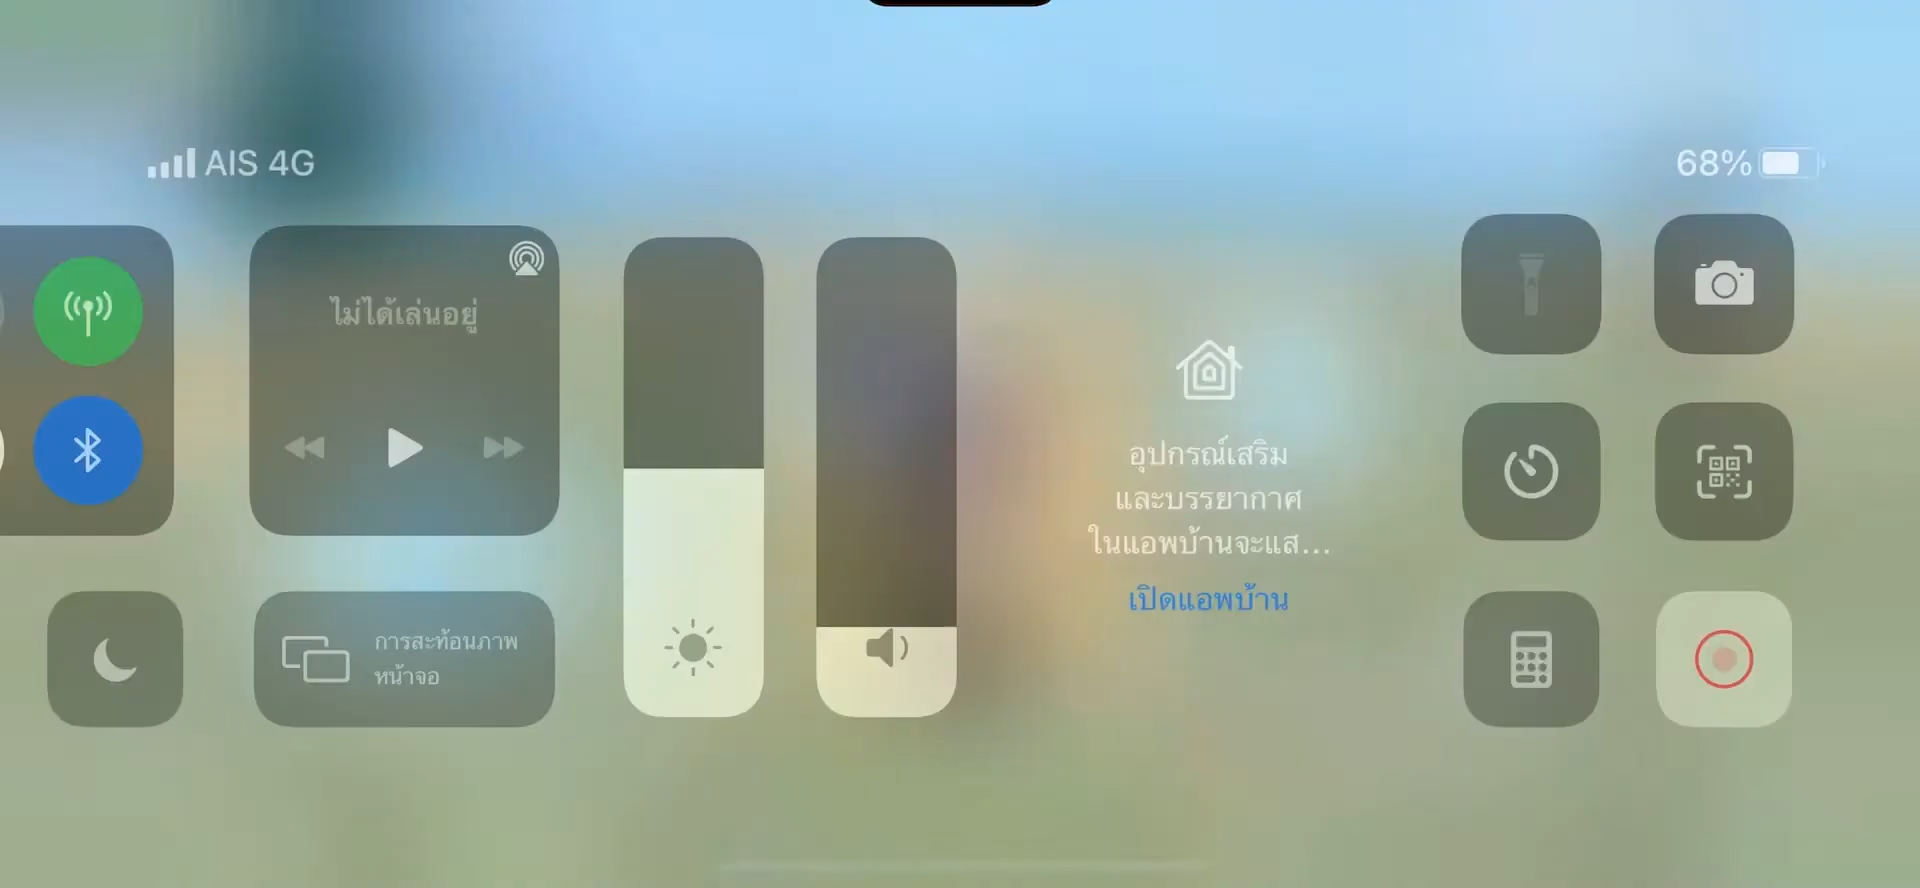 AIS 4G
68%
ไม่ได้เล่นอยู่
อุปกรณ์เสริม
และบรรยากาศ
ในแอพบ้านจะแส...
เปิดแอพบ้าน
การสะท้อนภาพ
หน้าจอ